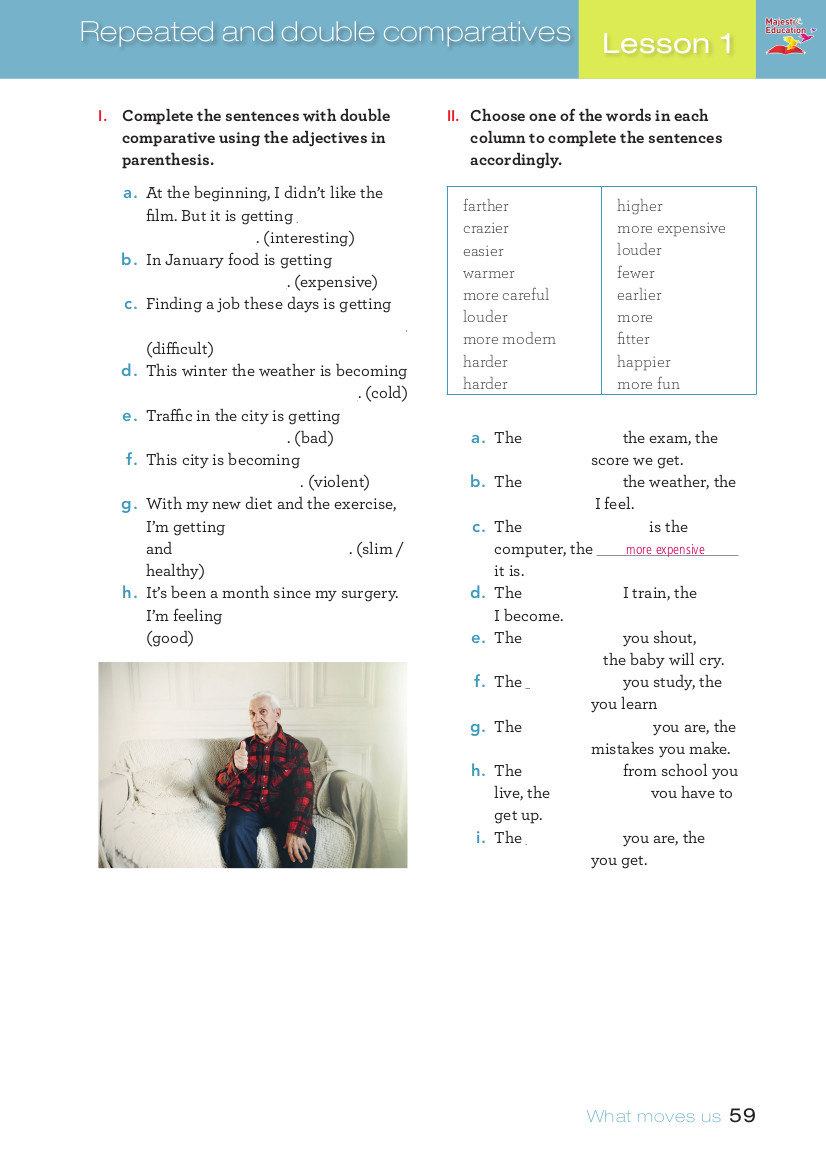 Repeated and double comparatives
Lesson 1
Majestic
Education
I. Complete the sentences with double
comparative using the adjectives in
parenthesis.
a. At the beginning, I didn't like the
film. But it is getting
. (interesting)
b. In January food is getting
. (expensive)
c. Finding a job these days is getting
.
(difficult)
d. This winter the weather is becoming
. (cold)
e. Traffic in the city is getting
. (bad)
f. This city is becoming
. (violent)
g. With my new diet and the exercise,
I'm getting
and . (slim /
healthy)
h. It's been a month since my surgery.
I'm feeling
(good)
II. Choose one of the words in each
column to complete the sentences
accordingly.
farther
crazier
easier
warmer
more careful
louder
more modern
harder
harder
higher
more expensive
louder
fewer
earlier
more
fitter
happier
more fun
a. The the exam, the
score we get.
b. The the weather, the
I feel.
c. The is the
computer, the more expensive
it is.
d. The I train, the
I become.
e. The you shout,
the baby will cry.
f. The you study, the
you learn
g. The you are, the
mistakes you make.
h. The from school you
live, the you have to
get up.
i. The you are, the
you get.
What moves us 59